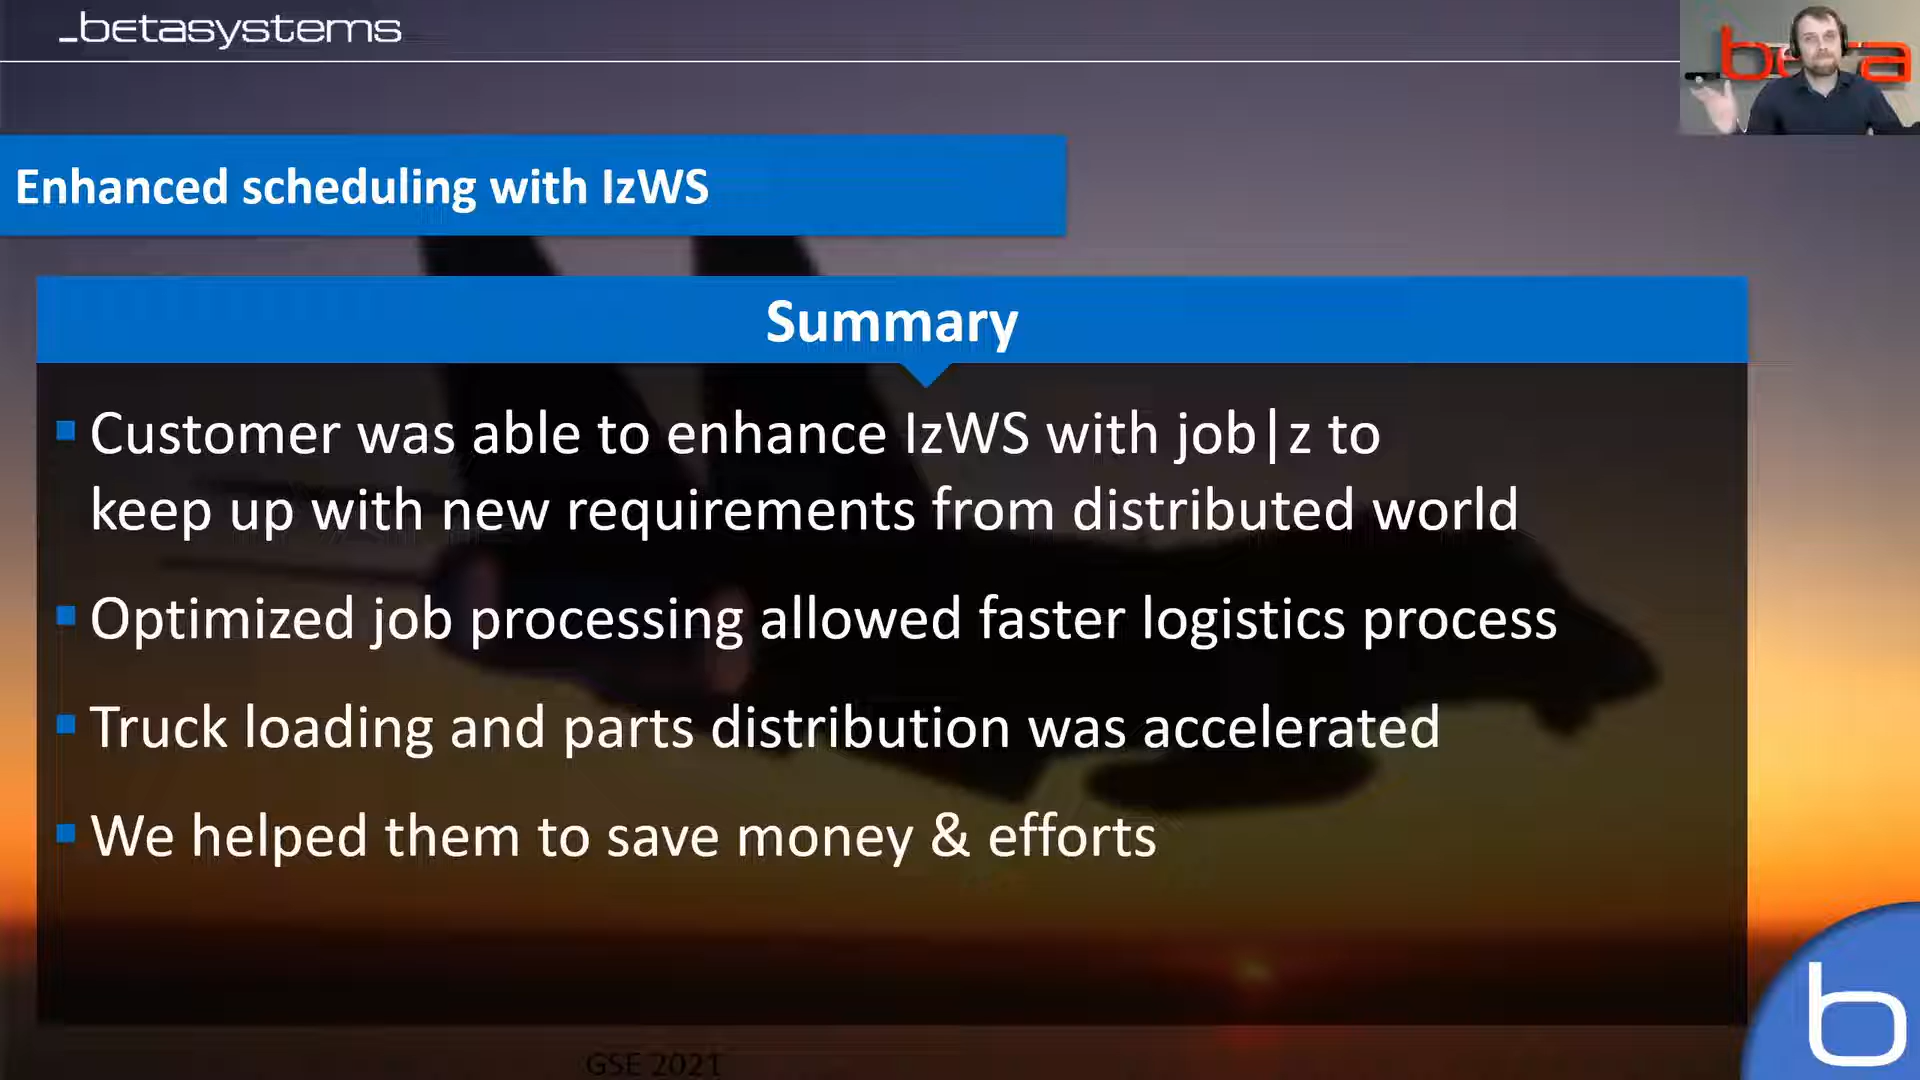 _betasystems
beta
Enhanced scheduling with IzWS
Summary
Customer was able to enhance IzWS with job|z to
keep up with new requirements from distributed world
Optimized job processing allowed faster logistics process
Truck loading and parts distribution was accelerated
We helped them to save money & efforts
b
GSE 2021